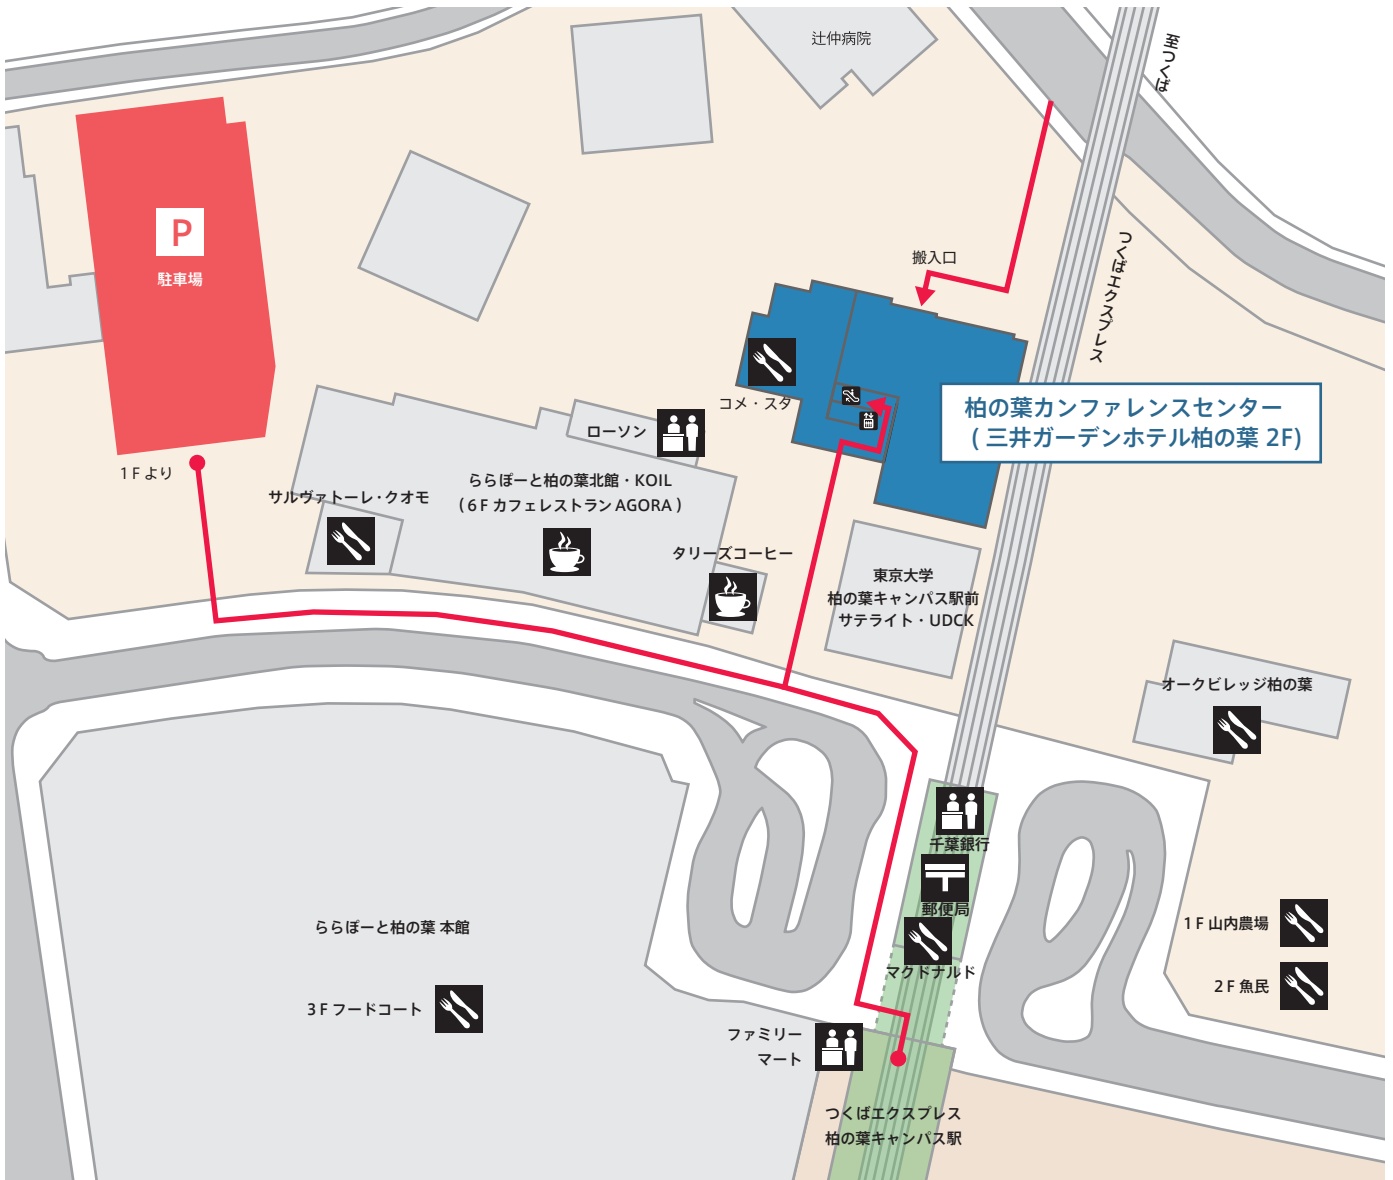 辻仲病院
至つくば
つくばエクスプレス
搬入口
P
駐車場
1Fより
コメ・スタ
柏の葉カンファレンスセンター
(三井ガーデンホテル柏の葉 2F)
ローソン
ららぽーと柏の葉北館・KOIL
(6F カフェレストラン AGORA)
サルヴァトーレ・クオモ
タリーズコーヒー
東京大学
柏の葉キャンパス駅前
サテライト・UDCK
オークビレッジ柏の葉
千葉銀行
郵便局
マクドナルド
1F 山内農場
2F 魚民
ららぽーと柏の葉 本館
3F フードコート
ファミリー
マート
つくばエクスプレス
柏の葉キャンパス駅